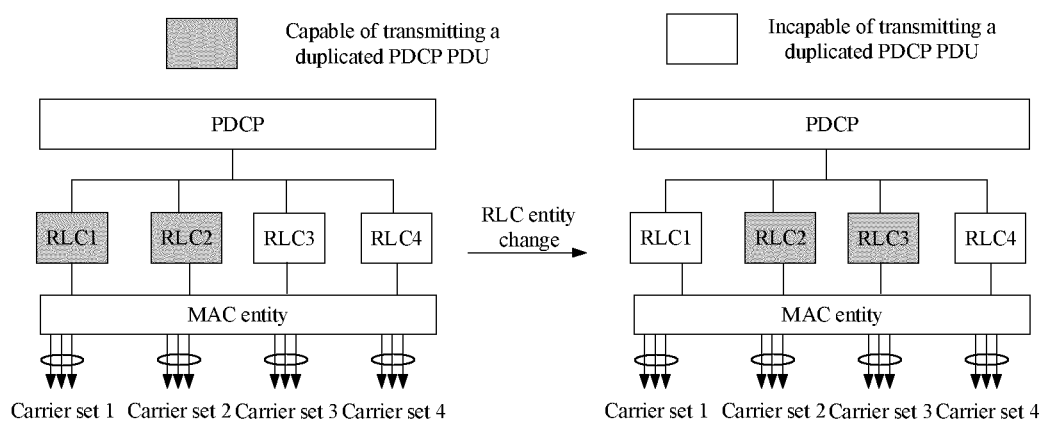 Capable of transmitting a
duplicated PDCP PDU
Incapable of transmitting a
duplicated PDCP PDU
PDCP
RLC1
RLC2
RLC3
RLC4
MAC entity
Carrier set 1
Carrier set 2
Carrier set 3
Carrier set 4
RLC entity
change
PDCP
RLC1
RLC2
RLC3
RLC4
MAC entity
Carrier set 1
Carrier set 2
Carrier set 3
Carrier set 4